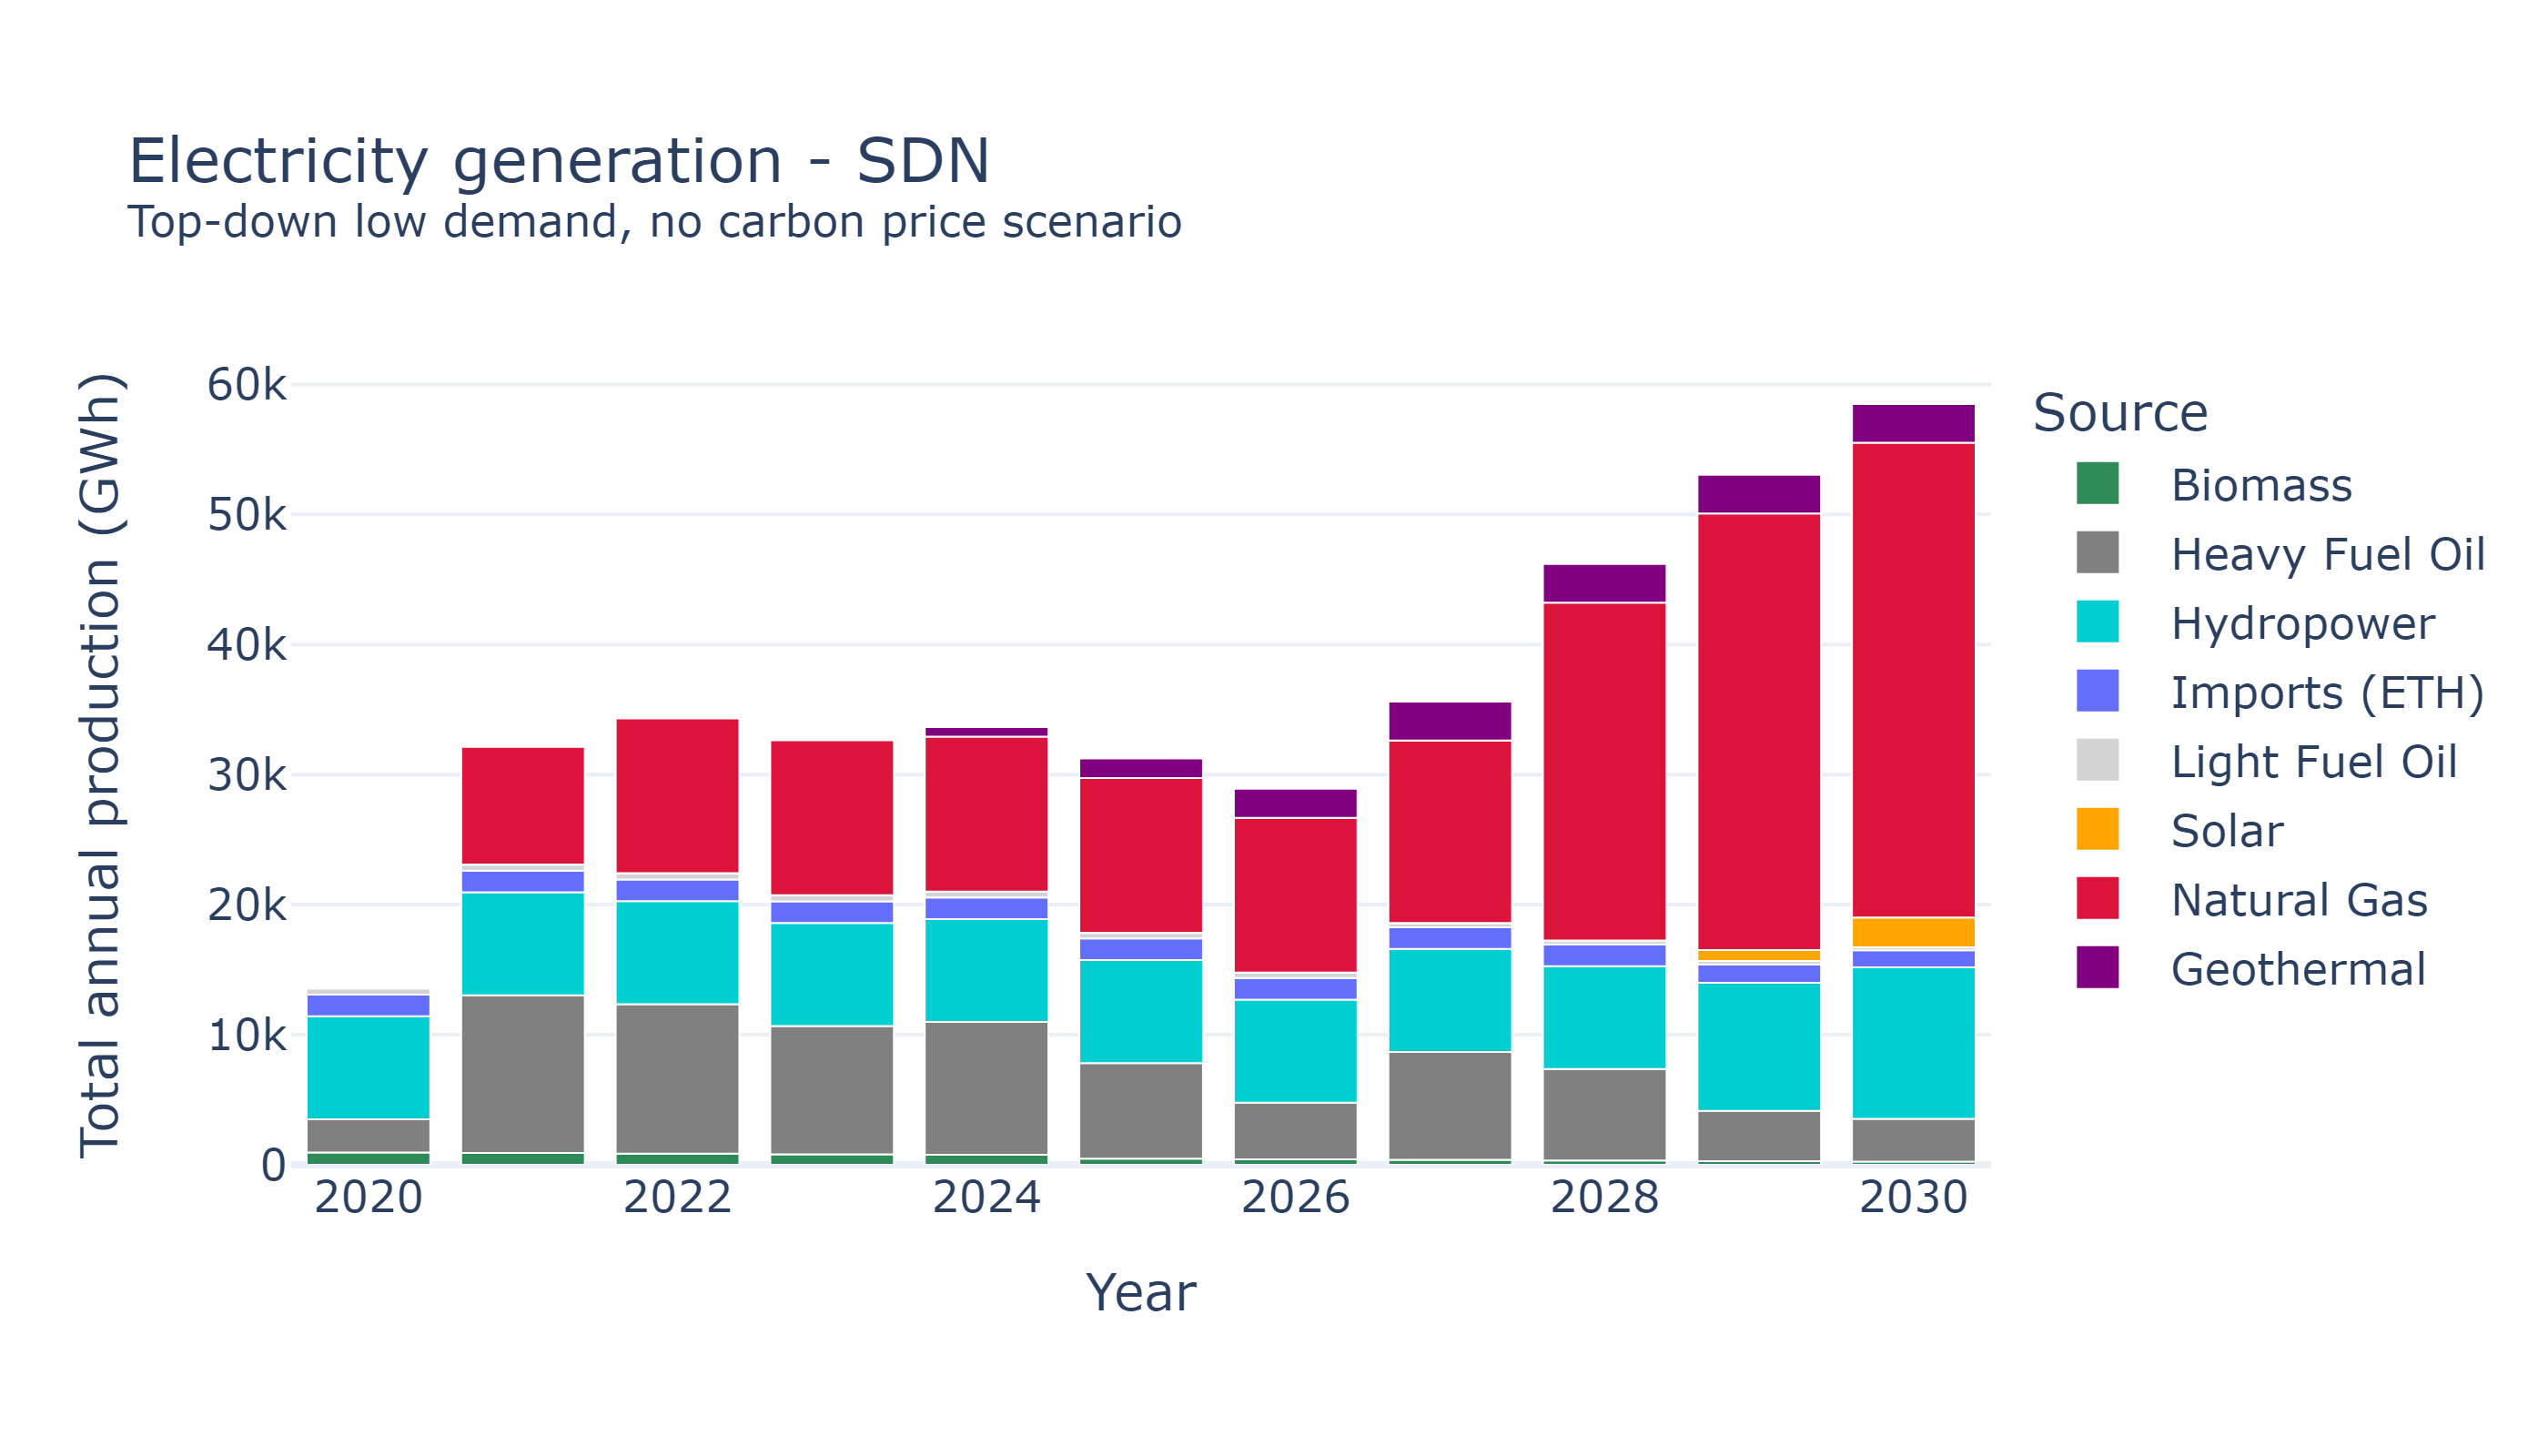 Electricity generation - SDN
Top-down low demand, no carbon price scenario
Total annual production (GWh)
60k
50k
40k
30k
20k
10k
0
2020
2022
2024
2026
2028
2030
Year
Source
Biomass
Heavy Fuel Oil
Hydropower
Imports (ETH)
Light Fuel Oil
Solar
Natural Gas
Geothermal